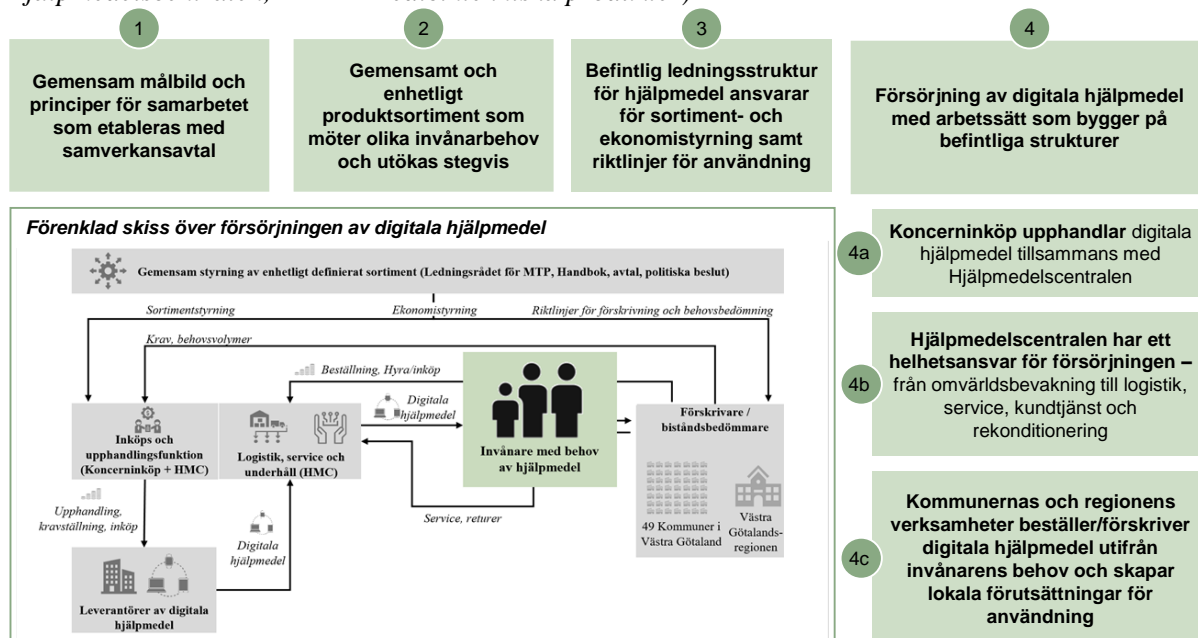 1
Gemensam målbild och
principer för samarbetet
som etableras med
samverkansavtal
2
Gemensamt och
enhetligt
produktsortiment som
möter olika invånarbehov
och utökas stegvis
3
Befintlig ledningsstruktur
för hjälpmedel ansvarar
för sortiment- och
ekonomistyrning samt
riktlinjer för användning
4
Försörjning av digitala hjälpmedel
med arbetssätt som bygger på
befintliga strukturer
Förenklad skiss över försörjningen av digitala hjälpmedel
Gemensam styrning av enhetligt definierat sortiment (Ledningsrådet för MTP, Handbok, avtal, politiska beslut)
Sortimentstyrning
Ekonomistyrning
Riktlinjer för förskrivning och behovsbedömning
Krav, behovsvolymer
Beställning, Hyra/inköp
Digitala
hjälpmedel
Inköps och
upphandlingsfunktion
(Koncerninköp + HMC)
Logistik, service och
underhåll (HMC)
Invånare med behov
av hjälpmedel
Förskrivare /
biståndsbedömmare
49 Kommuner i
Västra Götaland
Västra
Götalands-
regionen
Service, returer
Upphandling,
kravställning, inköp
Digitala
hjälpmedel
Leverantörer av digitala
hjälpmedel
4a
Koncerninköp upphandlar digitala
hjälpmedel tillsammans med
Hjälpmedelscentralen
4b
Hjälpmedelscentralen har ett
helhetsansvar för försörjningen –
från omvärldsbevakning till logistik,
service, kundtjänst och
rekonditionering
4c
Kommunernas och regionens
verksamheter beställer/förskriver
digitala hjälpmedel utifrån
invånarens behov och skapar
lokala förutsättningar för
användning